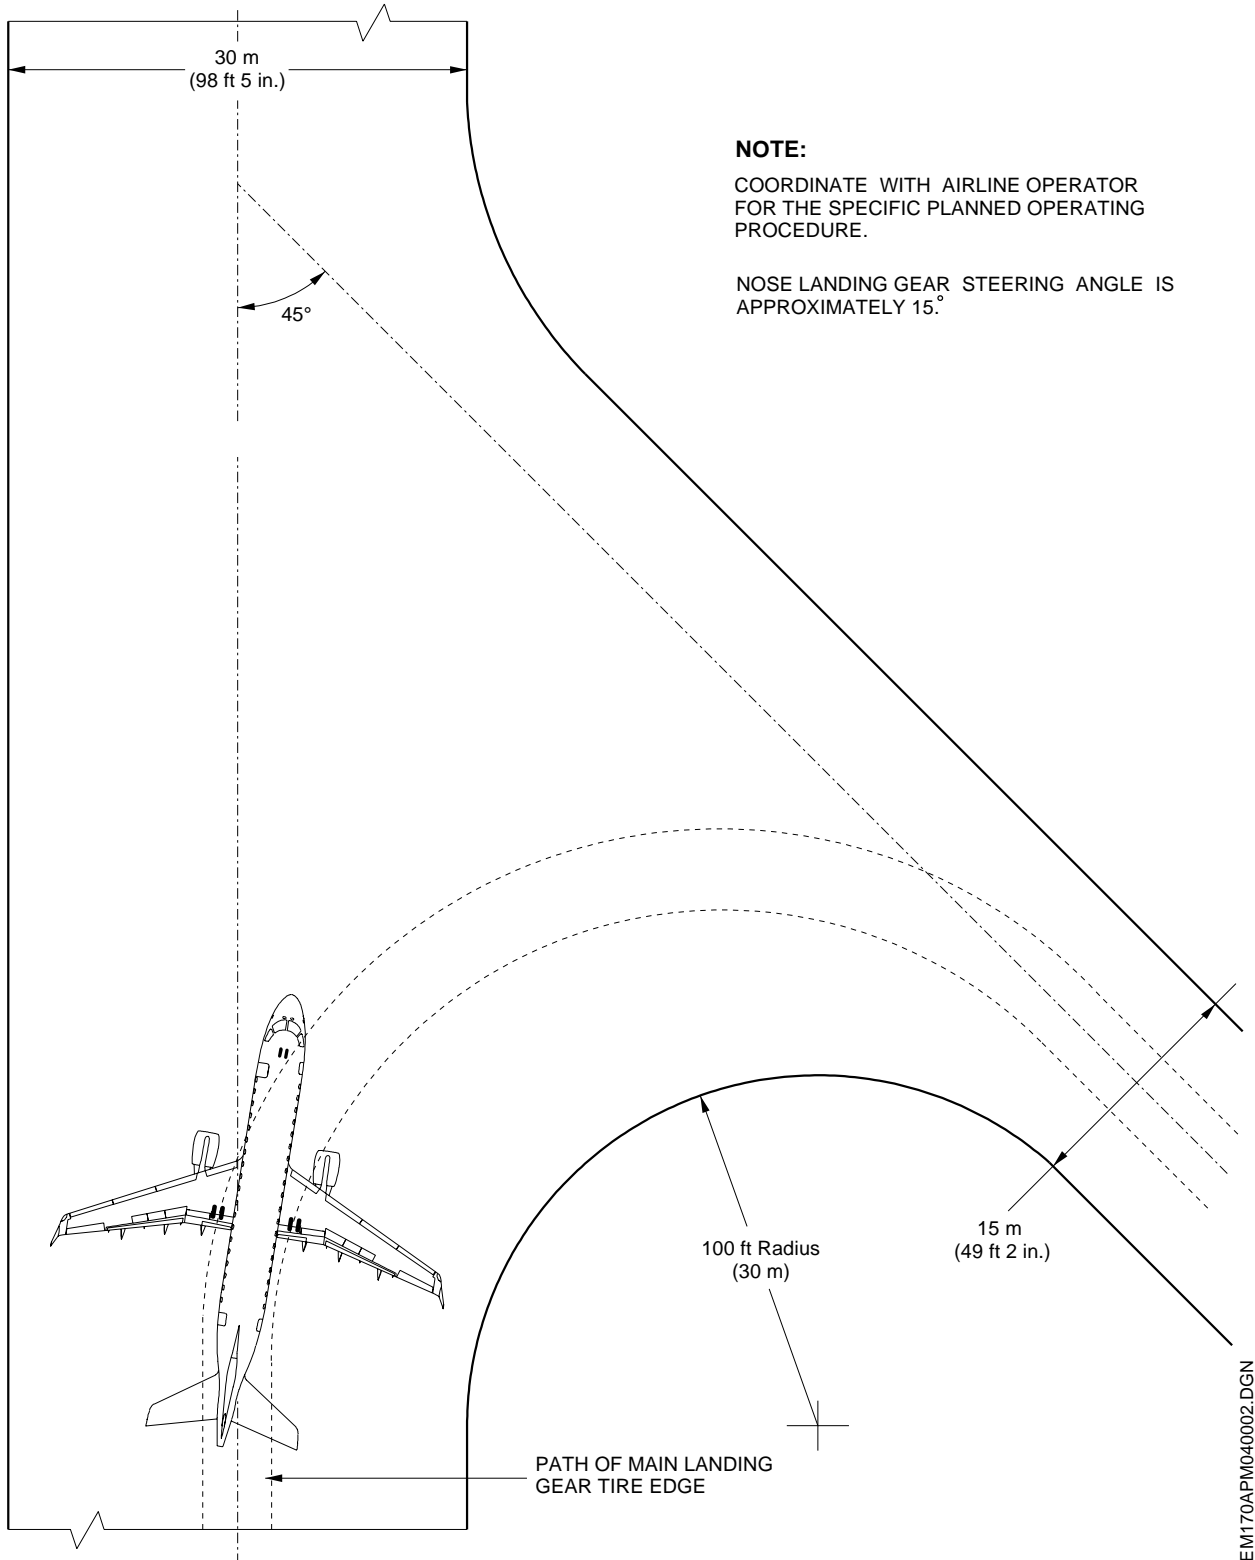 30 m
(98 ft 5 in.)
NOTE:
COORDINATE WITH AIRLINE OPERATOR
FOR THE SPECIFIC PLANNED OPERATING
PROCEDURE.
NOSE LANDING GEAR STEERING ANGLE IS
APPROXIMATELY 15.°
45°
15 m
(49 ft 2 in.)
100 ft Radius
(30 m)
PATH OF MAIN LANDING
GEAR TIRE EDGE
EM170APM040002.DGN